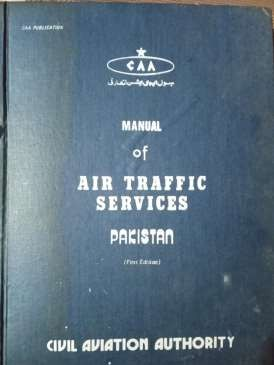 CAA PUBLICATION
CAA
سول ایوی ایشن اتھارٹی
MANUAL
of
AIR TRAFFIC
SERVICES
PAKISTAN
(First Edition)
CIVIL AVIATION AUTHORITY